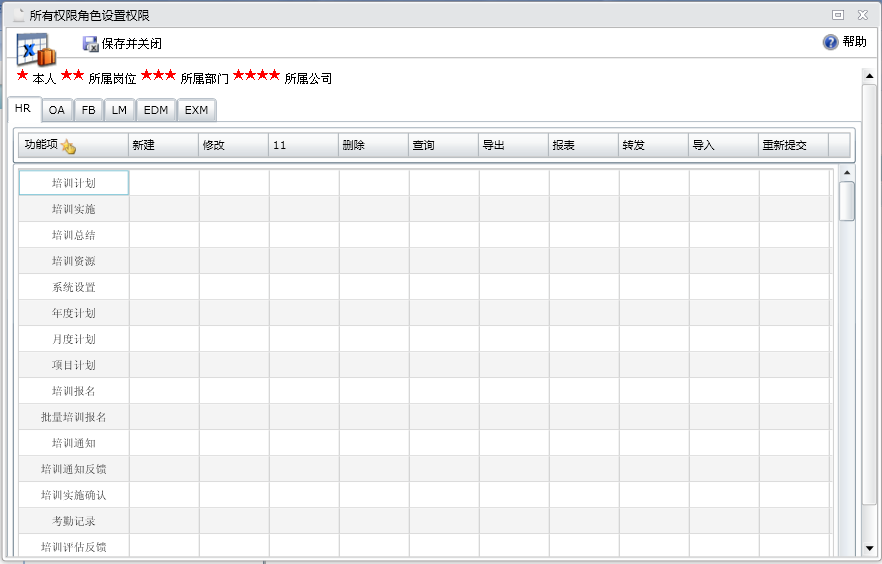 所有权限角色设置权限
保存并关闭 帮助
★ 本人 ★★ 所属岗位 ★★★ 所属部门 ★★★★ 所属公司
HR OA FB LM EDM EXM
功能项 新建 修改 11 删除 查询 导出 报表 转发 导入 重新提交
培训计划
培训实施
培训总结
培训资源
系统设置
年度计划
月度计划
项目计划
培训报名
批量培训报名
培训通知
培训通知反馈
培训实施确认
考勤记录
培训评估反馈